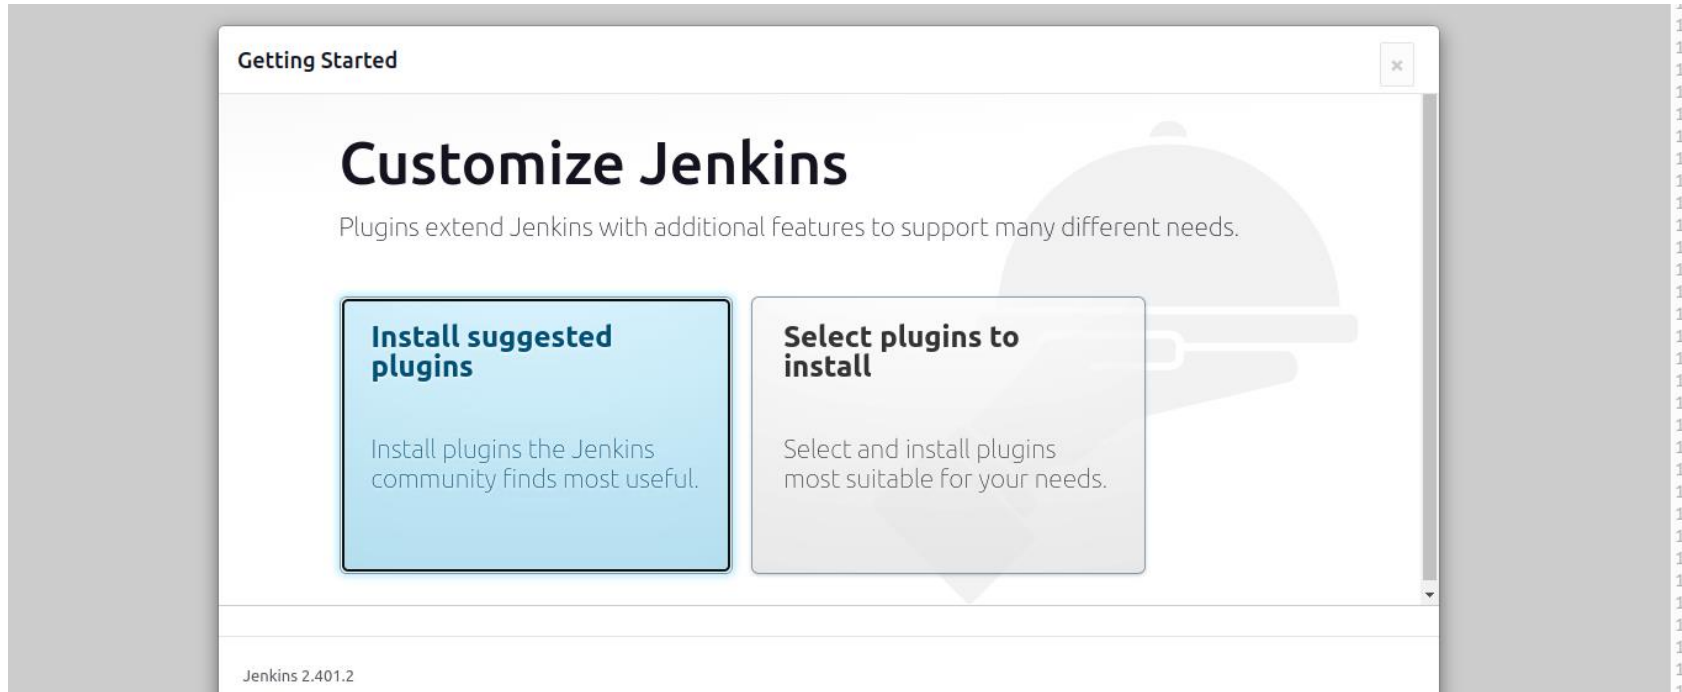 Getting Started
×
Customize Jenkins
Plugins extend Jenkins with additional features to support many different needs.
Install suggested
plugins
Install plugins the Jenkins
community finds most useful.
Select plugins to
install
Select and install plugins
most suitable for your needs.
Jenkins 2.401.2